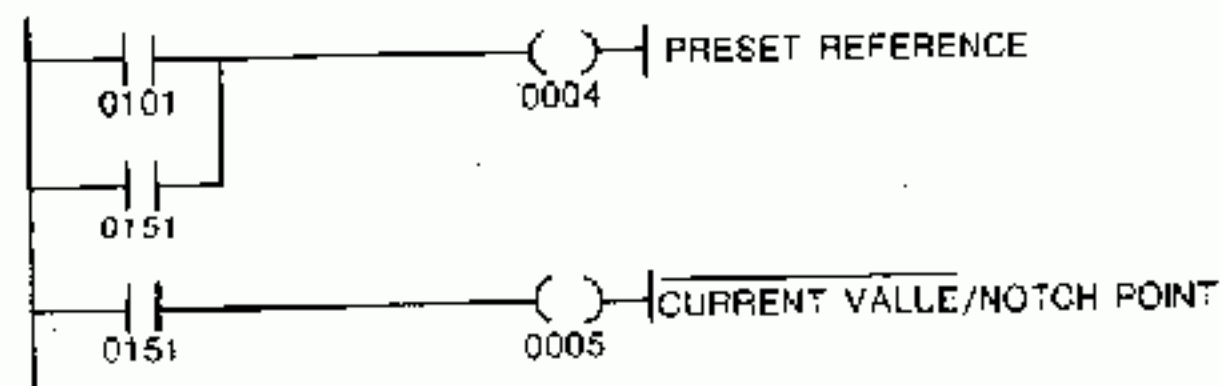 PRESET REFERENCE
0101
0004
0151
CURRENT VALLE/NOTCH POINT
0151
0005